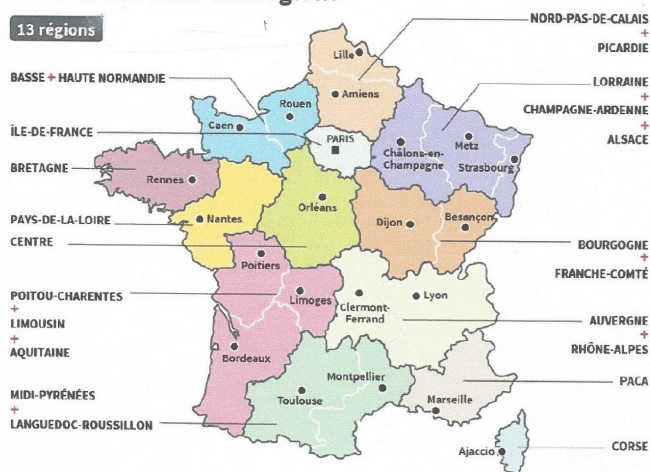 13 régions
NORD-PAS-DE-CALAIS
+
PICARDIE
BASSE + HAUTE NORMANDIE
LORRAINE
+
CHAMPAGNE-ARDENNE
+
ALSACE
ÎLE-DE-FRANCE
BRETAGNE
PAYS-DE-LA-LOIRE
CENTRE
BOURGOGNE
+
FRANCHE-COMTÉ
POITOU-CHARENTES
+
LIMOUSIN
+
AQUITAINE
AUVERGNE
+
RHÔNE-ALPES
MIDI-PYRÉNÉES
+
LANGUEDOC-ROUSSILLON
PACA
CORSE
Lille
Amiens
Rouen
Caen
PARIS
Châlons-en-
Champagne
Metz
Strasbourg
Rennes
Nantes
Orléans
Dijon
Besançon
Poitiers
Limoges
Clermont-
Ferrand
Lyon
Bordeaux
Toulouse
Montpellier
Marseille
Ajaccio